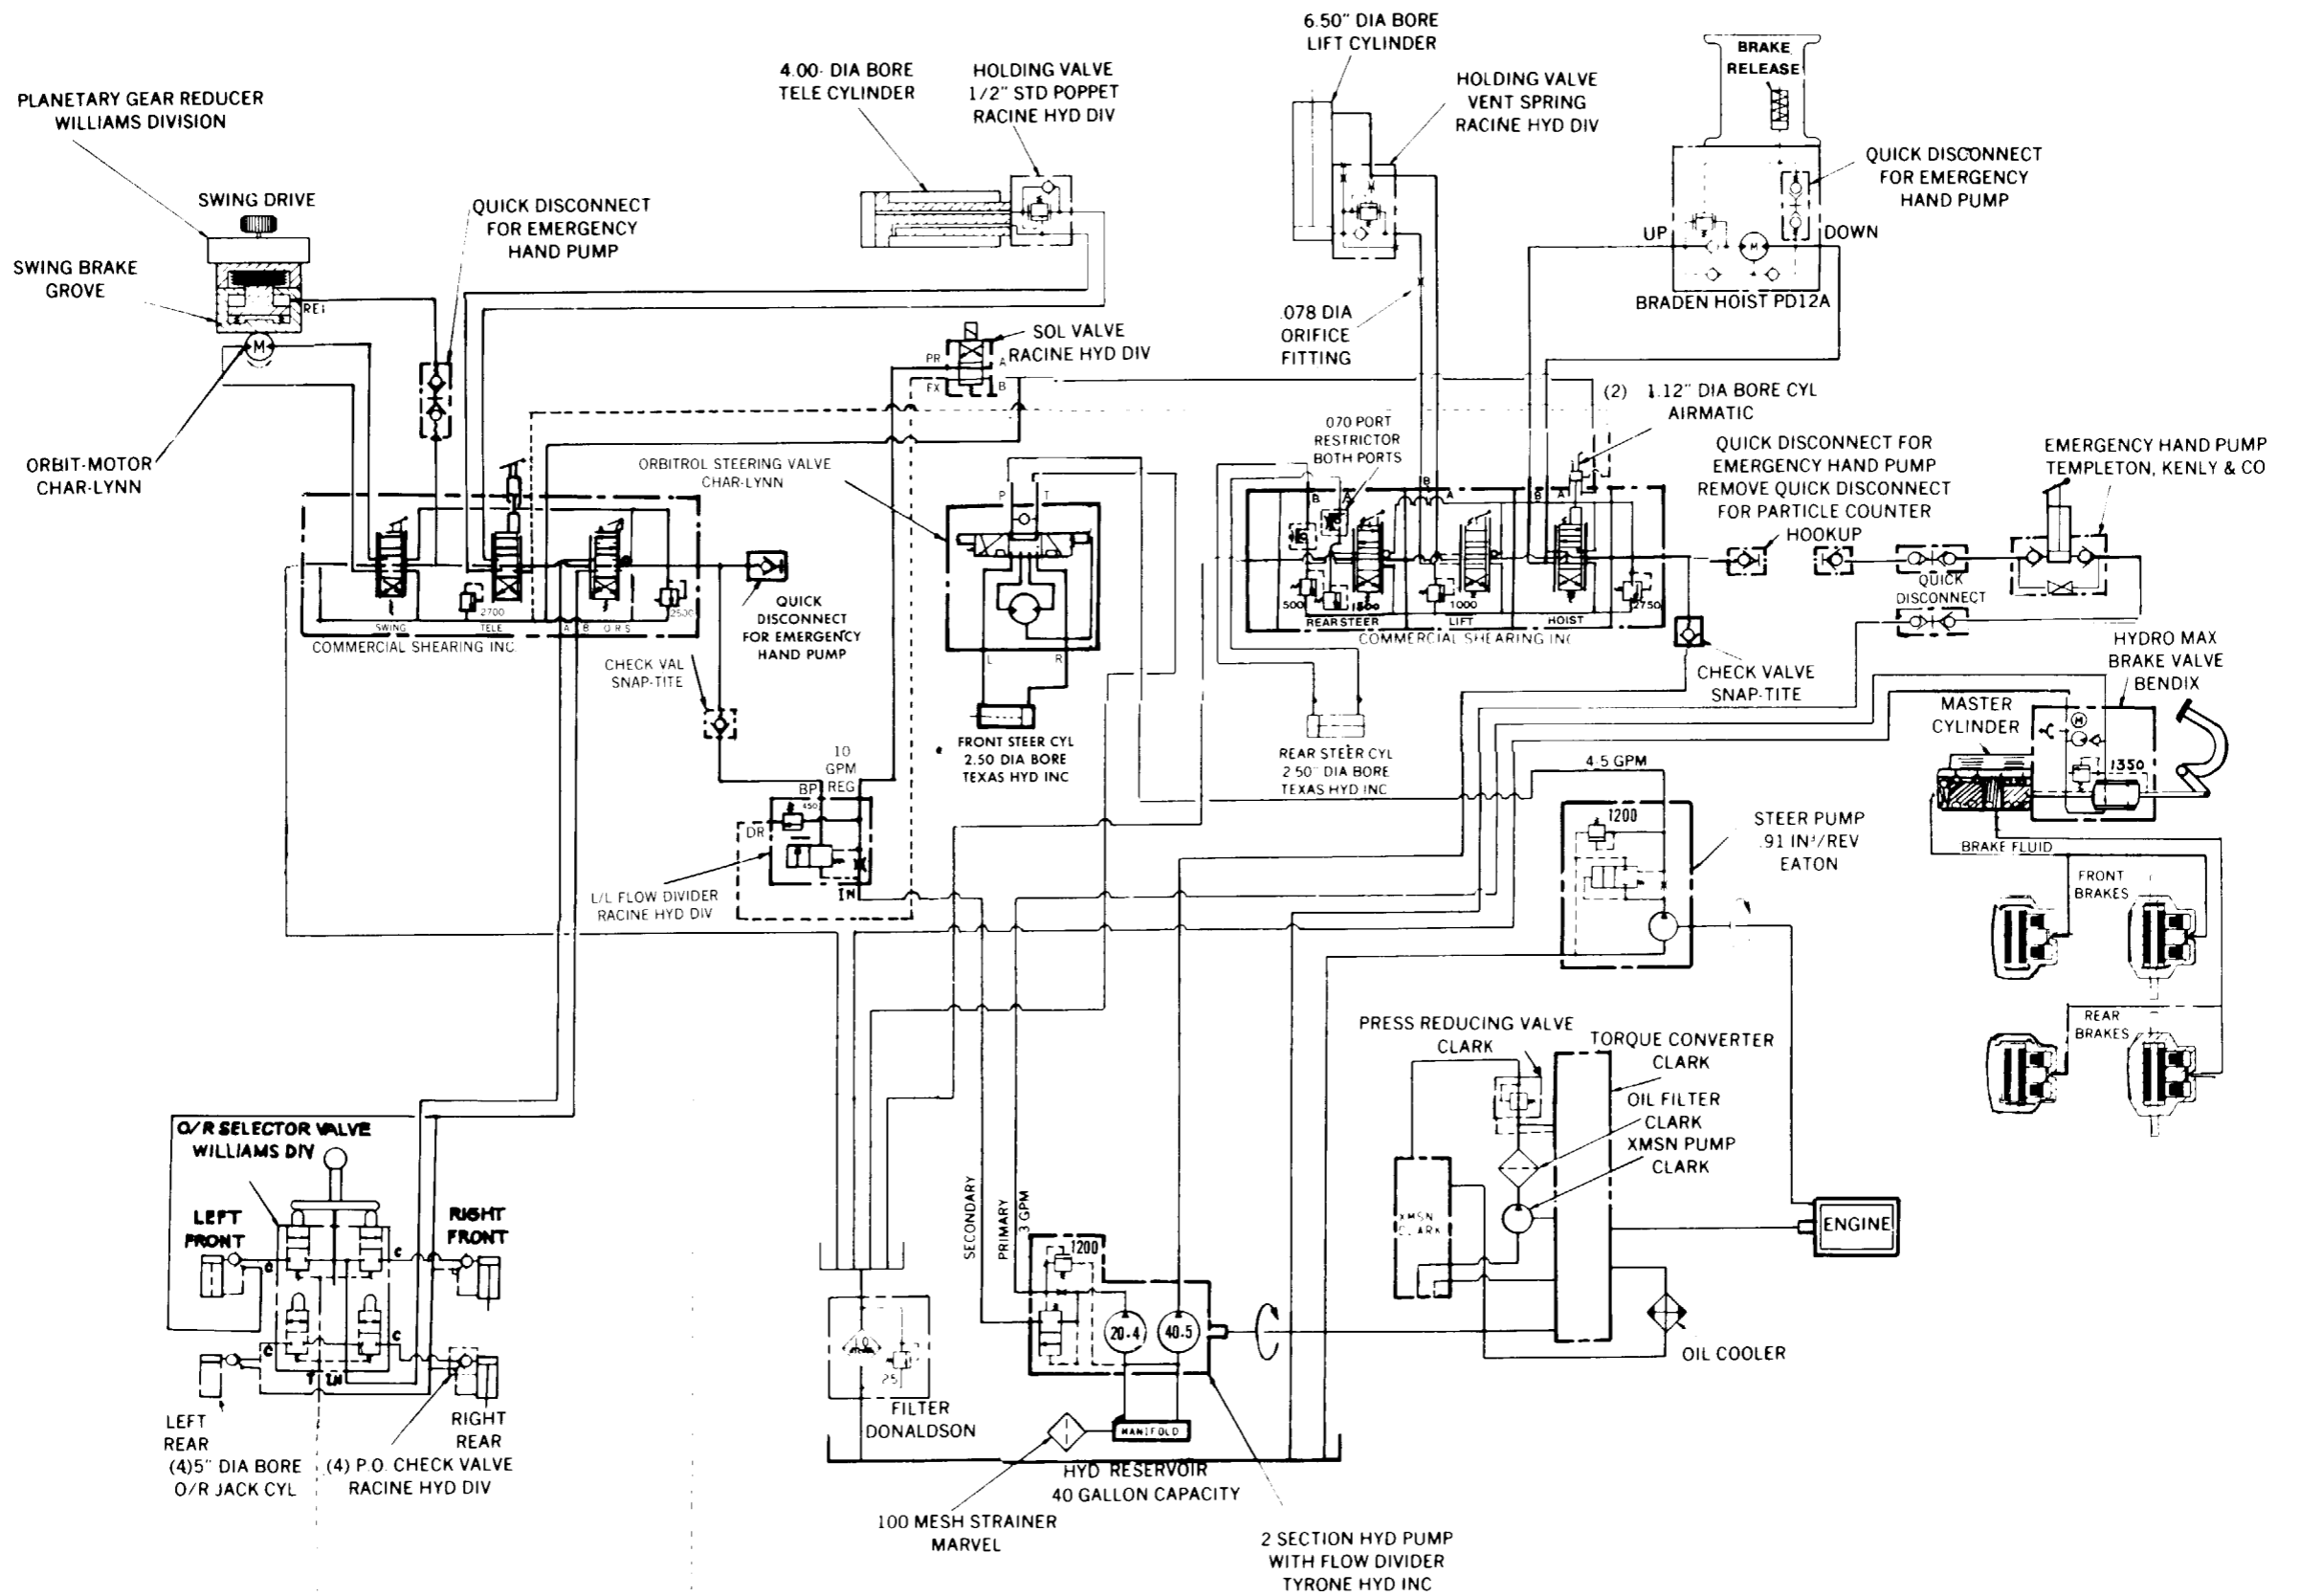 6.50" DIA BORE
LIFT CYLINDER
BRAKE
RELEASE
4.00 DIA BORE
TELE CYLINDER
HOLDING VALVE
1/2" STD POPPET
RACINE HYD DIV
HOLDING VALVE
VENT SPRING
RACINE HYD DIV
PLANETARY GEAR REDUCER
WILLIAMS DIVISION
QUICK DISCONNECT
FOR EMERGENCY
HAND PUMP
SWING DRIVE
QUICK DISCONNECT
FOR EMERGENCY
HAND PUMP
UP
M
DOWN
SWING BRAKE
GROVE
BRADEN HOIST PD12A
M
.078 DIA
ORIFICE
FITTING
SOL VALVE
RACINE HYD DIV
PR
A
FX
B
(2) 1.12" DIA BORE CYL
AIRMATIC
070 PORT
RESTRICTOR
BOTH PORTS
QUICK DISCONNECT FOR
EMERGENCY HAND PUMP
REMOVE QUICK DISCONNECT
FOR PARTICLE COUNTER
HOOKUP
EMERGENCY HAND PUMP
TEMPLETON, KENLY & CO
ORBIT-MOTOR
CHAR-LYNN
ORBITROL STEERING VALVE
CHAR-LYNN
P
T
B
A
B
A
B
A
2700
2500
SWING
TELE
A
B
O R S
COMMERCIAL SHEARING INC
QUICK
DISCONNECT
FOR EMERGENCY
HAND PUMP
500
1500
1000
2750
REAR STEER
LIFT
HOIST
COMMERCIAL SHEARING INC
QUICK
DISCONNECT
L
R
CHECK VAL
SNAP-TITE
CHECK VALVE
SNAP-TITE
HYDRO MAX
BRAKE VALVE
BENDIX
MASTER
CYLINDER
M
1350
FRONT STEER CYL
2.50 DIA BORE
TEXAS HYD INC
REAR STEER CYL
2 50" DIA BORE
TEXAS HYD INC
10
GPM
REG
BP
450
DR
IN
4-5 GPM
1200
STEER PUMP
.91 IN³/REV
EATON
BRAKE FLUID
FRONT
BRAKES
L/L FLOW DIVIDER
RACINE HYD DIV
REAR
BRAKES
PRESS REDUCING VALVE
CLARK
TORQUE CONVERTER
CLARK
OIL FILTER
CLARK
XMSN PUMP
CLARK
XMSN
CLARK
ENGINE
OIL COOLER
O/R SELECTOR VALVE
WILLIAMS DIV
LEFT
FRONT
RIGHT
FRONT
C
C
C
C
T
IN
LEFT
REAR
RIGHT
REAR
(4)5" DIA BORE
O/R JACK CYL
(4) P.O. CHECK VALVE
RACINE HYD DIV
SECONDARY
PRIMARY
3 GPM
1200
20-4
40-5
10
25
FILTER
DONALDSON
MANIFOLD
HYD RESERVOIR
40 GALLON CAPACITY
100 MESH STRAINER
MARVEL
2 SECTION HYD PUMP
WITH FLOW DIVIDER
TYRONE HYD INC